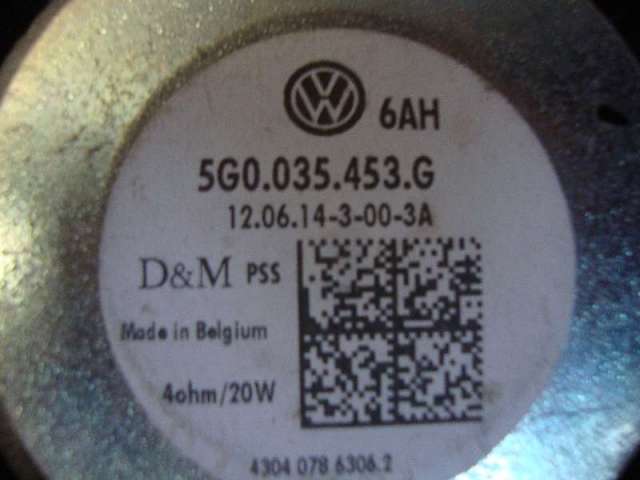 VW 6AH
5G0.035.453.G
12.06.14-3-00-3A
D&M PSS
Made in Belgium
4ohm/20W
4304 078 6306.2